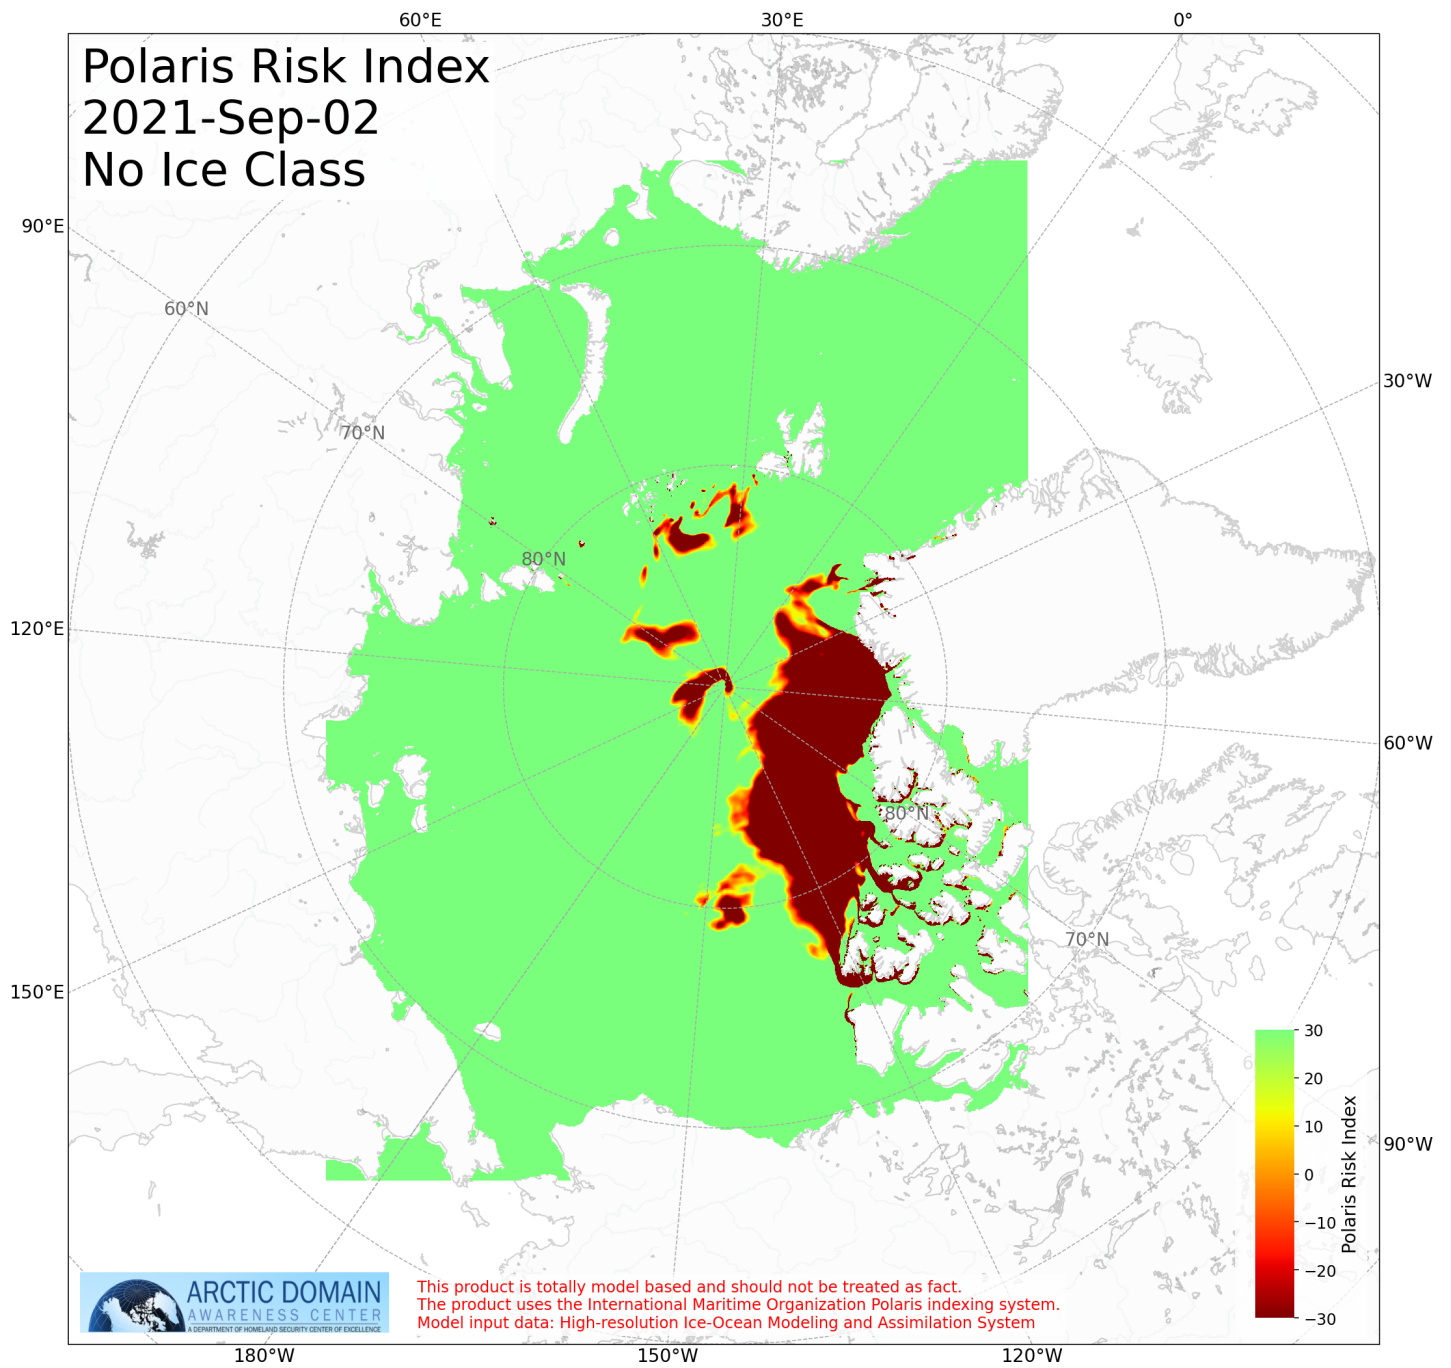 60°E 30°E 0°
Polaris Risk Index
2021-Sep-02
No Ice Class
90°E
60°N
30°W
70°N
80°N
120°E
60°W
80°N
70°N
150°E
30
20
10
0
−10
−20
−30
Polaris Risk Index
90°W
ARCTIC DOMAIN
AWARENESS CENTER
A DEPARTMENT OF HOMELAND SECURITY CENTER OF EXCELLENCE
This product is totally model based and should not be treated as fact.
The product uses the International Maritime Organization Polaris indexing system.
Model input data: High-resolution Ice-Ocean Modeling and Assimilation System
180°W 150°W 120°W